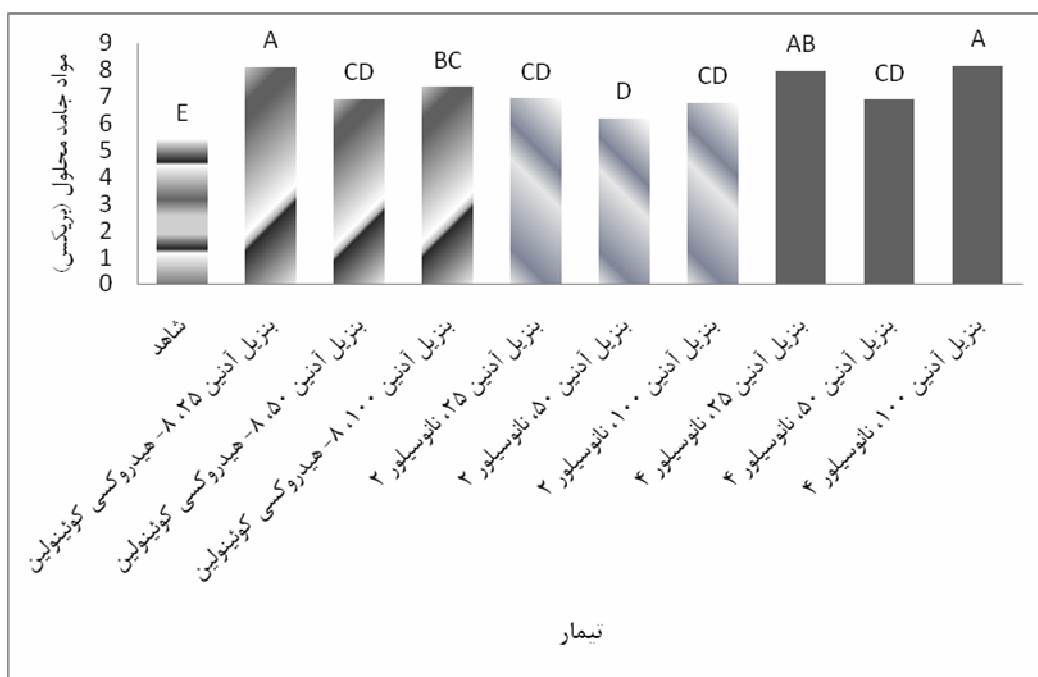 مواد جامد محلول (بریکس)
9
8
7
6
5
4
3
2
1
0
E
A
CD
BC
CD
D
CD
AB
CD
A
شاهد
بنزیل آدنین ۲۵، ۸- هیدروکسی کوئینولین
بنزیل آدنین ۵۰، ۸- هیدروکسی کوئینولین
بنزیل آدنین ۱۰۰، ۸- هیدروکسی کوئینولین
بنزیل آدنین ۲۵، نانوسیلور ۲
بنزیل آدنین ۵۰، نانوسیلور ۲
بنزیل آدنین ۱۰۰، نانوسیلور ۲
بنزیل آدنین ۲۵، نانوسیلور ۴
بنزیل آدنین ۵۰، نانوسیلور ۴
بنزیل آدنین ۱۰۰، نانوسیلور ۴
تیمار